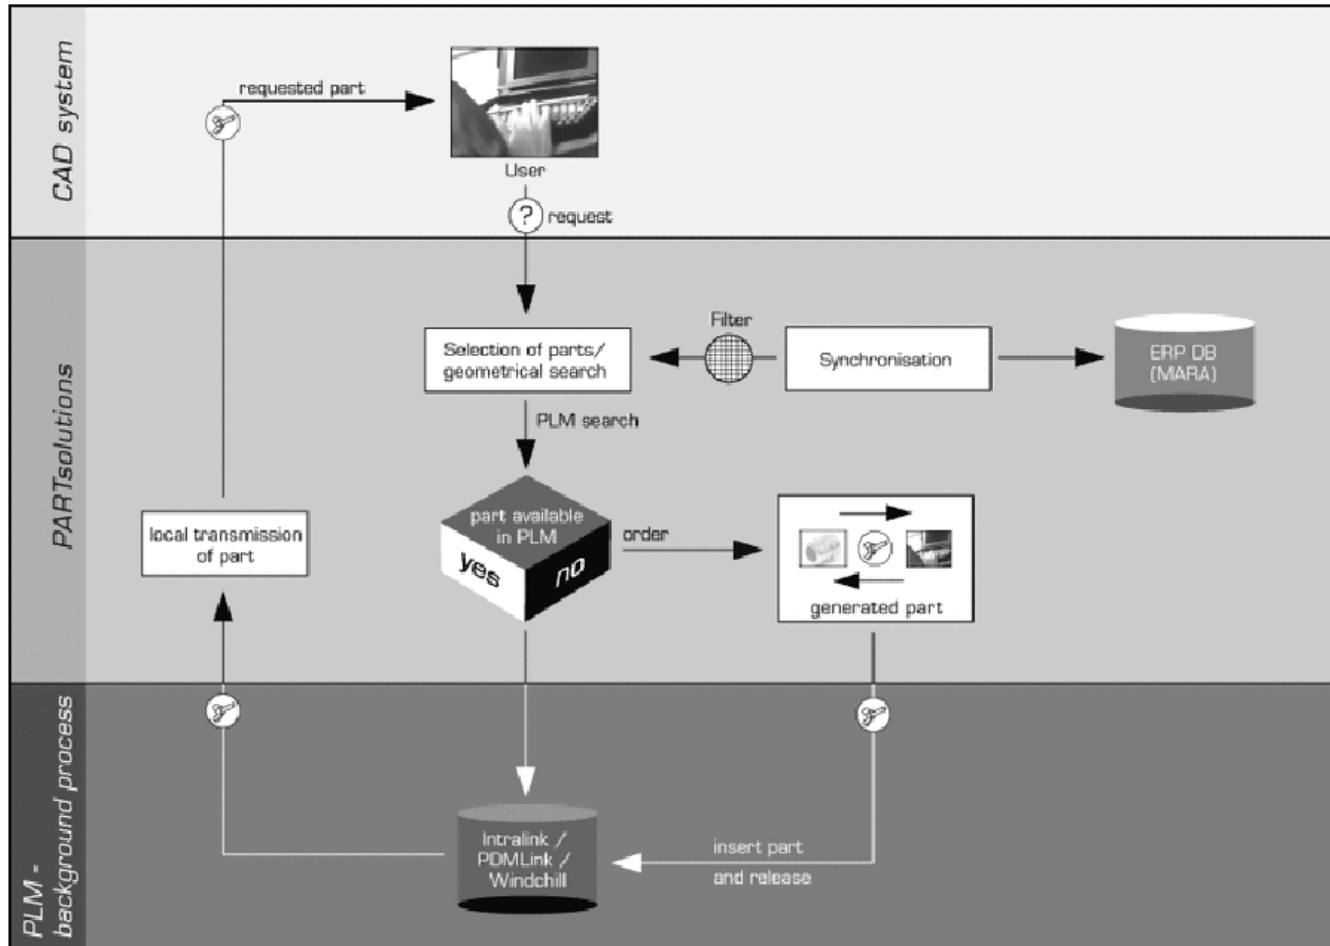 CAD system
requested part
User
?
request
PARTsolutions
Filter
Selection of parts/
geometrical search
Synchronisation
ERP DB
(MARA)
PLM search
part available
in PLM
yes
no
order
local transmission
of part
generated part
PLM -
background process
Intralink /
PDMLink /
Windchill
insert part
and release